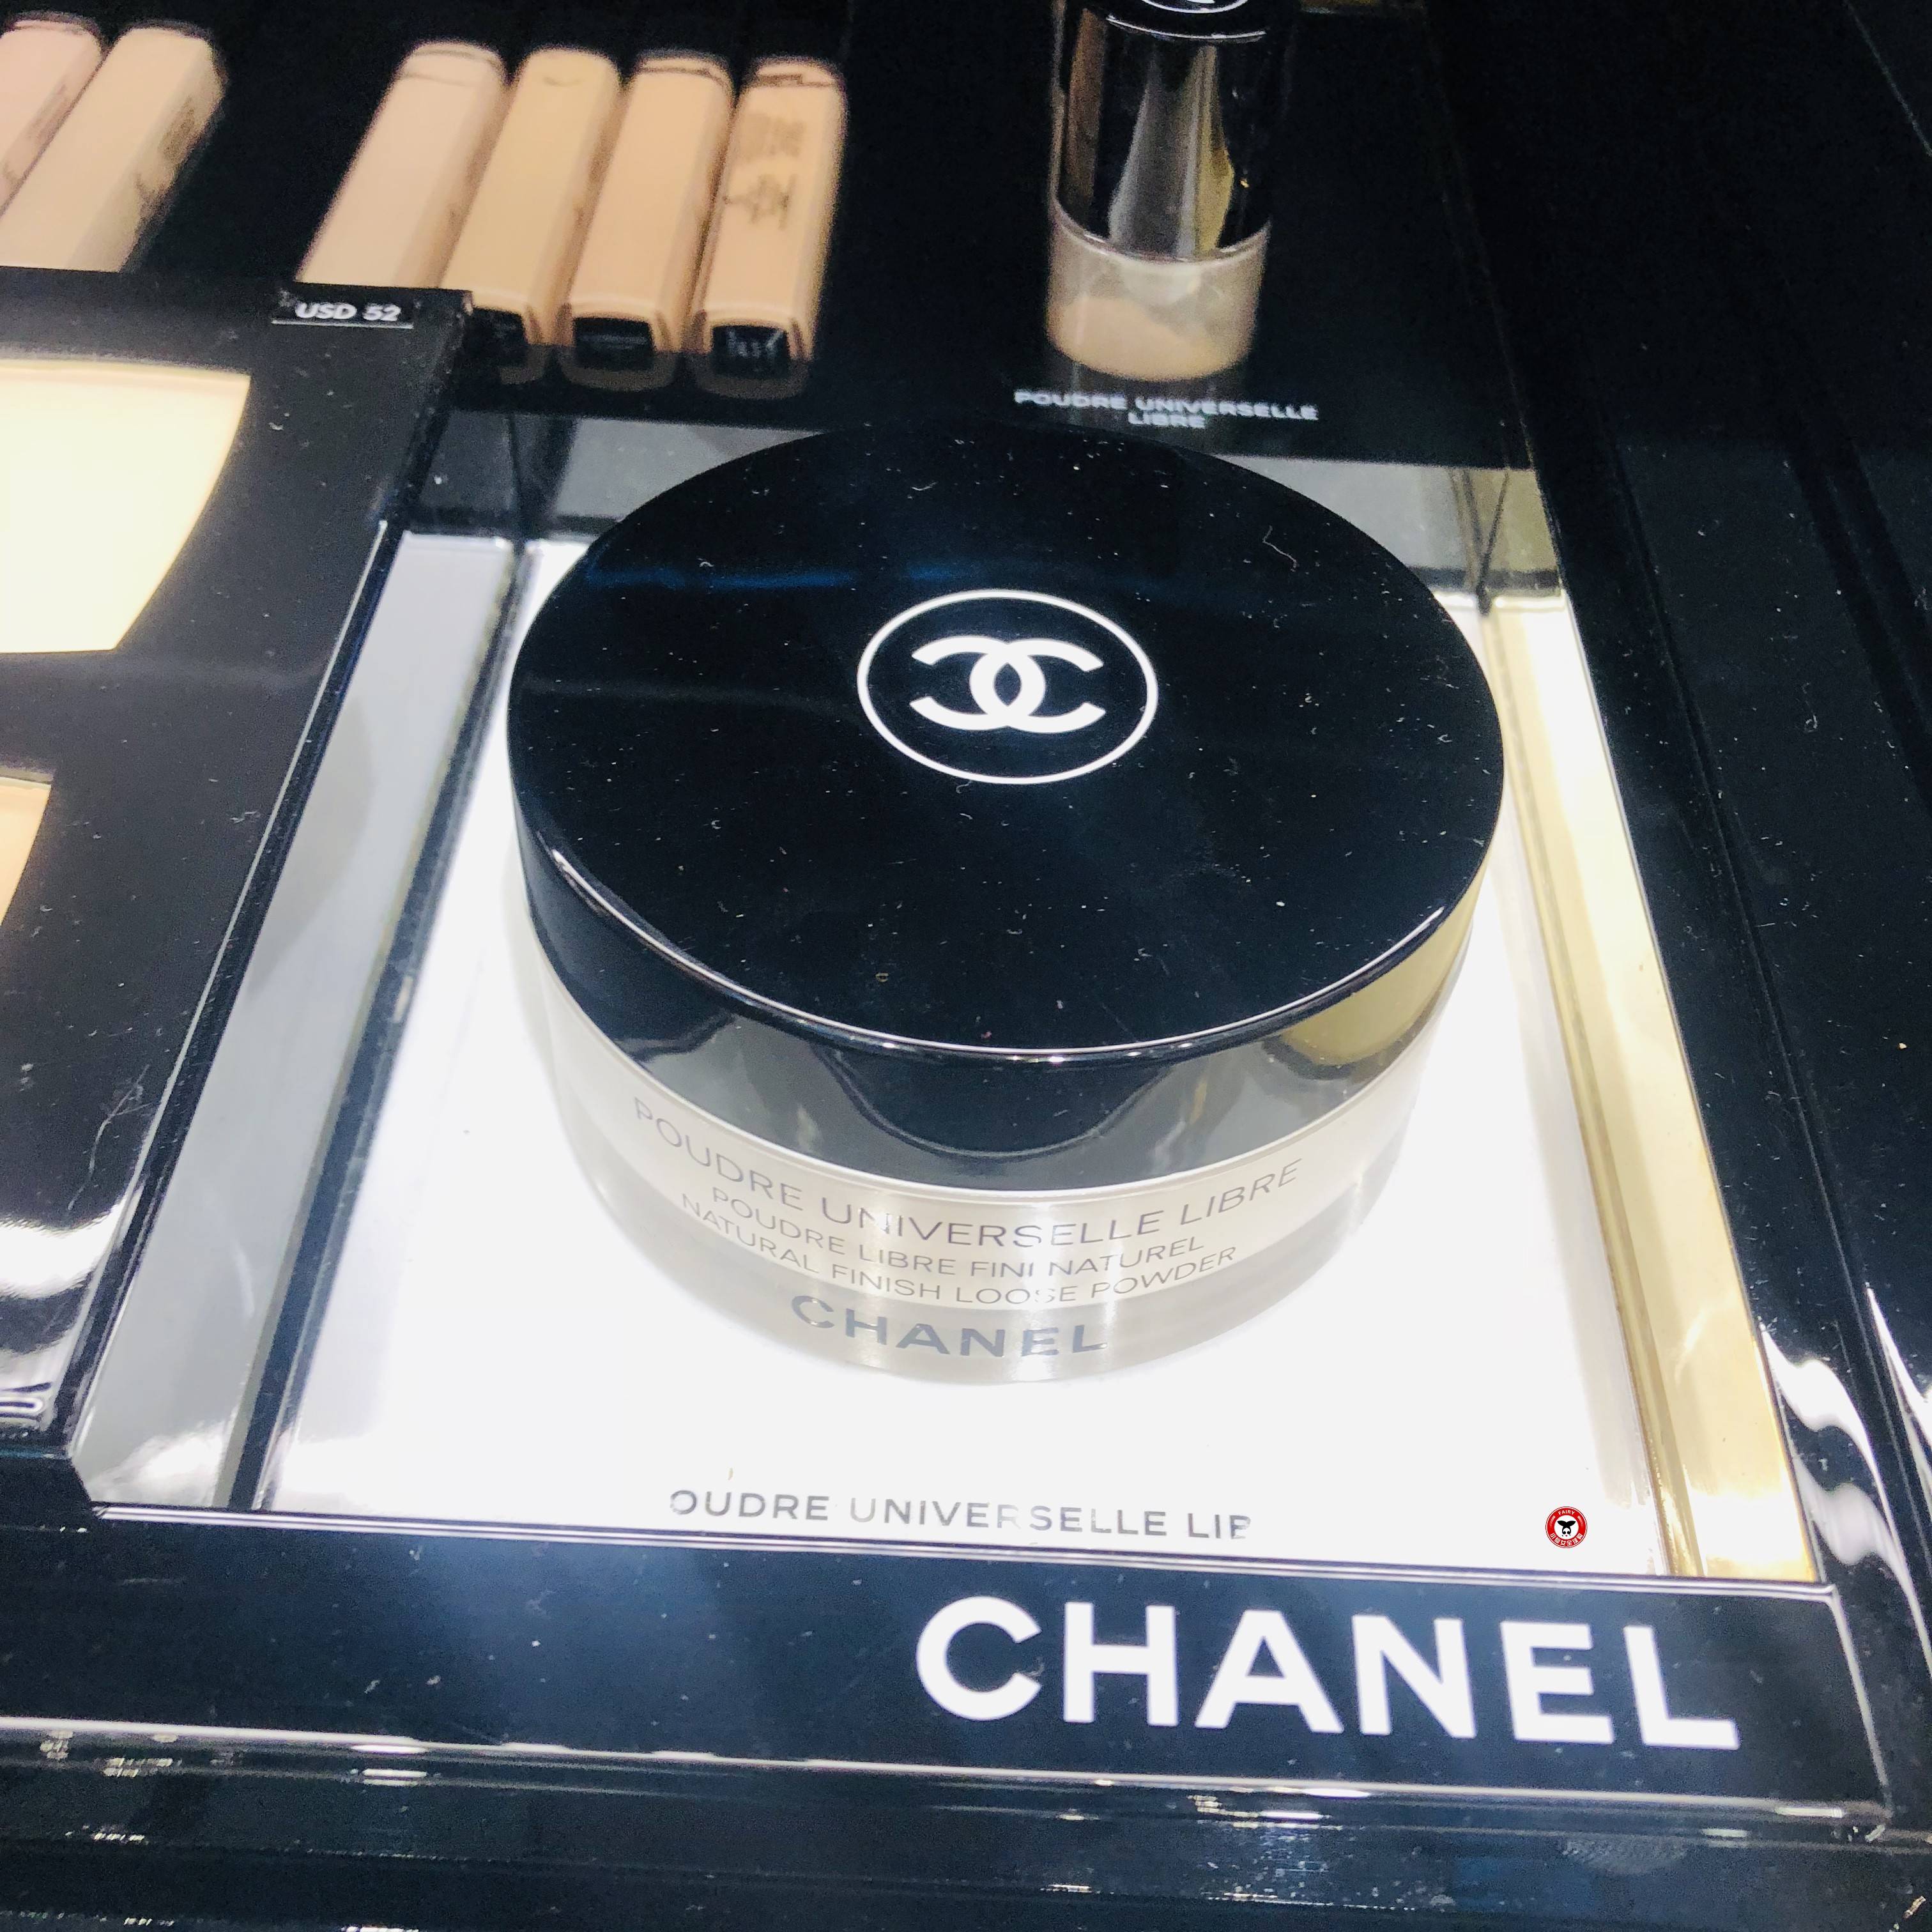 USD 52
POUDRE UNIVERSELLE
LIBRE
POUDRE UNIVERSELLE LIBRE
POUDRE LIBRE FINI NATUREL
NATURAL FINISH LOOSE POWDER
CHANEL
OUDRE UNIVERSELLE LIB
CHANEL